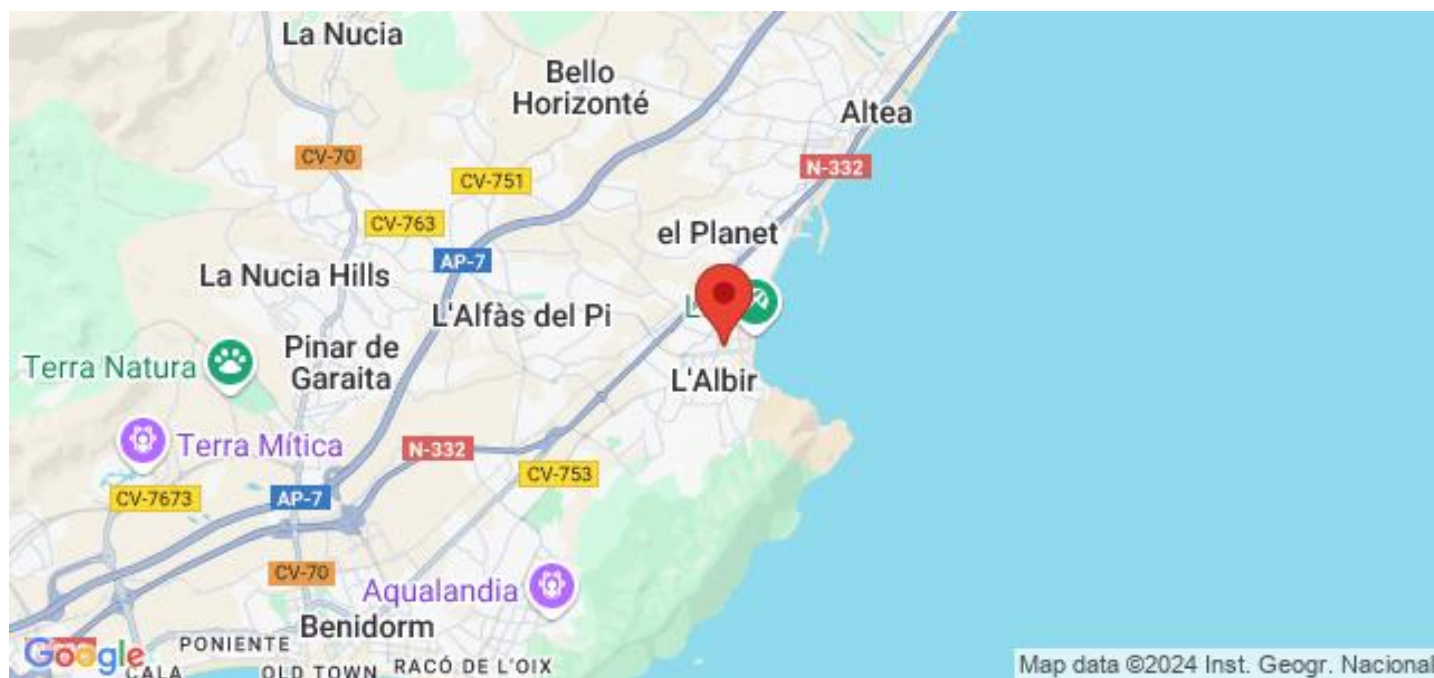 La Nucia
Bello
Horizonté
Altea
CV-70
N-332
CV-751
CV-763
el Planet
AP-7
La Nucia Hills
L'Alfàs del Pi
Pinar de
Garaita
Terra Natura
L'Albir
Terra Mítica
N-332
CV-753
CV-7673
AP-7
CV-70
Aqualandia
Benidorm
PONIENTE
Google
CALA
OLD TOWN
RACÓ DE L'OIX
Map data ©2024 Inst. Geogr. Nacional